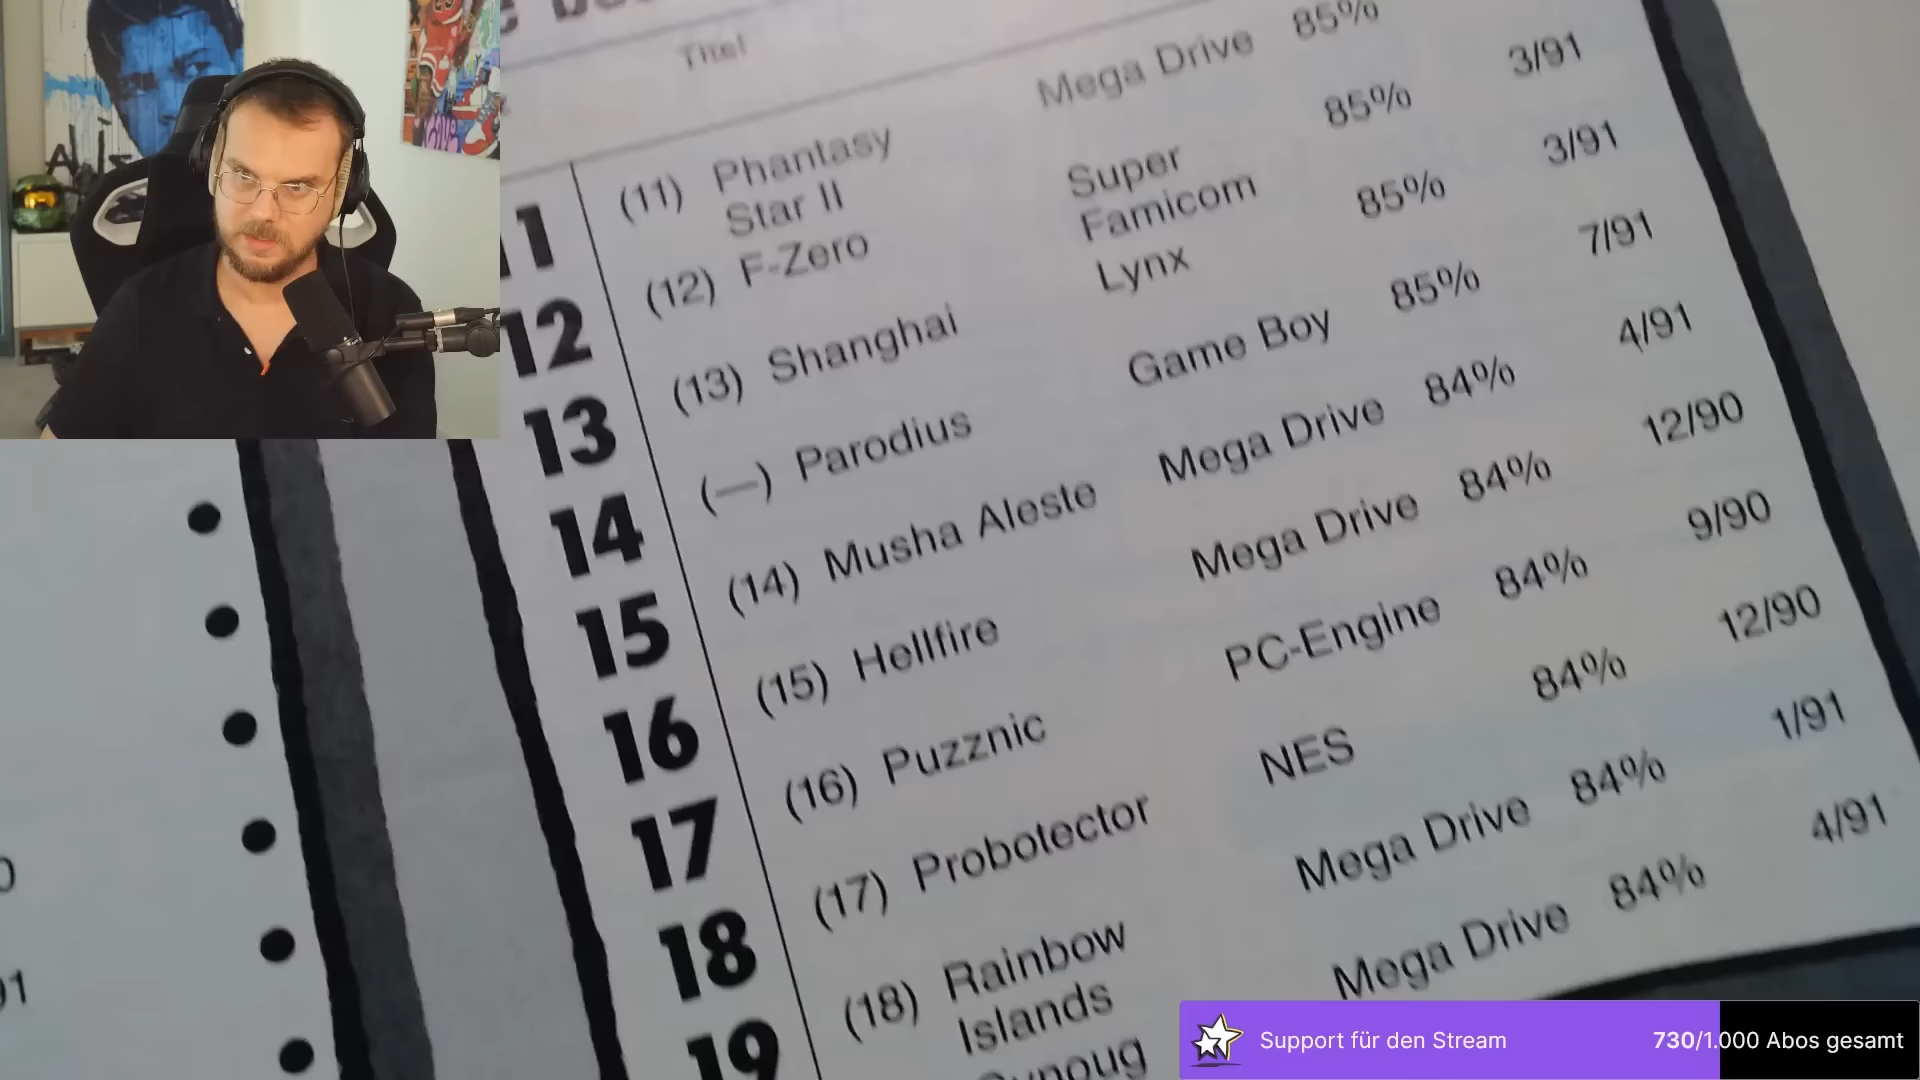 Titel
11 (11) Phantasy Mega Drive 85%
Star II
12 (12) F-Zero Super 85% 3/91
Famicom
13 (13) Shanghai Lynx 85% 3/91
14 (—) Parodius Game Boy 85% 7/91
15 (14) Musha Aleste Mega Drive 84% 4/91
16 (15) Hellfire Mega Drive 84% 12/90
17 (16) Puzznic PC-Engine 84% 9/90
18 (17) Probotector NES 84% 12/90
19 (18) Rainbow Mega Drive 84% 1/91
Islands
Mega Drive 84% 4/91
Support für den Stream 730/1.000 Abos gesamt